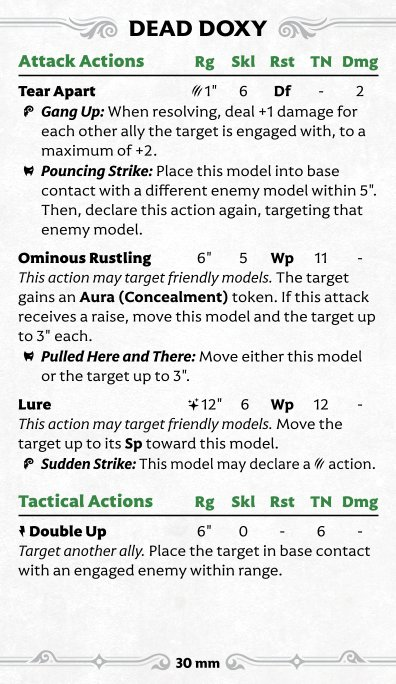 DEAD DOXY
Attack Actions Rg Skl Rst TN Dmg
Tear Apart 1" 6 Df - 2
Gang Up: When resolving, deal +1 damage for
each other ally the target is engaged with, to a
maximum of +2.
Pouncing Strike: Place this model into base
contact with a different enemy model within 5".
Then, declare this action again, targeting that
enemy model.
Ominous Rustling 6" 5 Wp 11 -
This action may target friendly models. The target
gains an Aura (Concealment) token. If this attack
receives a raise, move this model and the target up
to 3" each.
Pulled Here and There: Move either this model
or the target up to 3".
Lure 12" 6 Wp 12 -
This action may target friendly models. Move the
target up to its Sp toward this model.
Sudden Strike: This model may declare a action.
Tactical Actions Rg Skl Rst TN Dmg
Double Up 6" 0 - 6 -
Target another ally. Place the target in base contact
with an engaged enemy within range.
30 mm